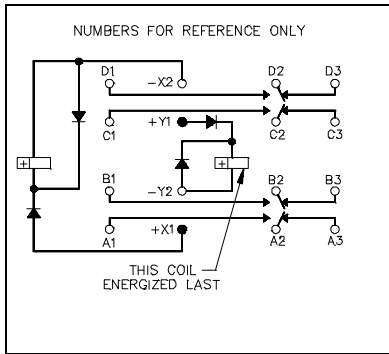 NUMBERS FOR REFERENCE ONLY
D1 -X2 D2 D3
+Y1
C1 C2 C3
+ +
B1 -Y2 B2 B3
+X1
A1 A2 A3
THIS COIL
ENERGIZED LAST